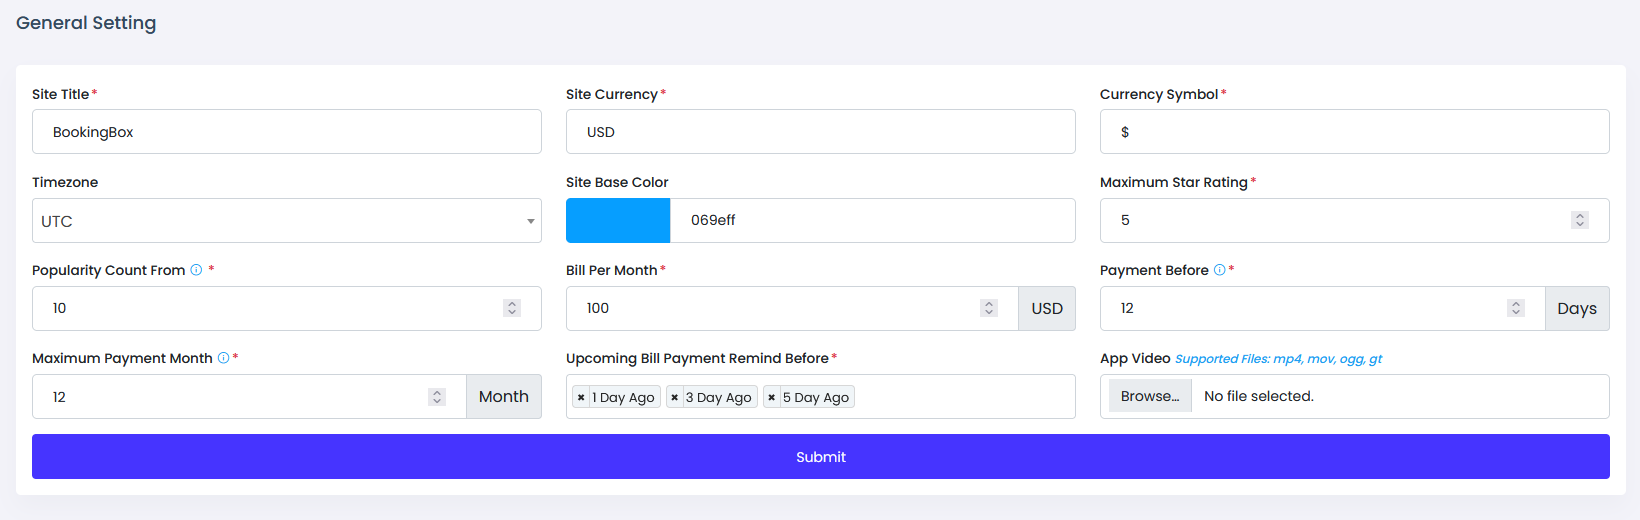 General Setting
Site Title *
Site Currency *
Currency Symbol *
BookingBox
USD
$
Timezone
Site Base Color
Maximum Star Rating *
UTC
069eff
5
Popularity Count From *
Bill Per Month *
Payment Before *
10
100 USD
12 Days
Maximum Payment Month *
Upcoming Bill Payment Remind Before *
App Video Supported Files: mp4, mov, ogg, gt
12 Month
× 1 Day Ago × 3 Day Ago × 5 Day Ago
Browse... No file selected.
Submit